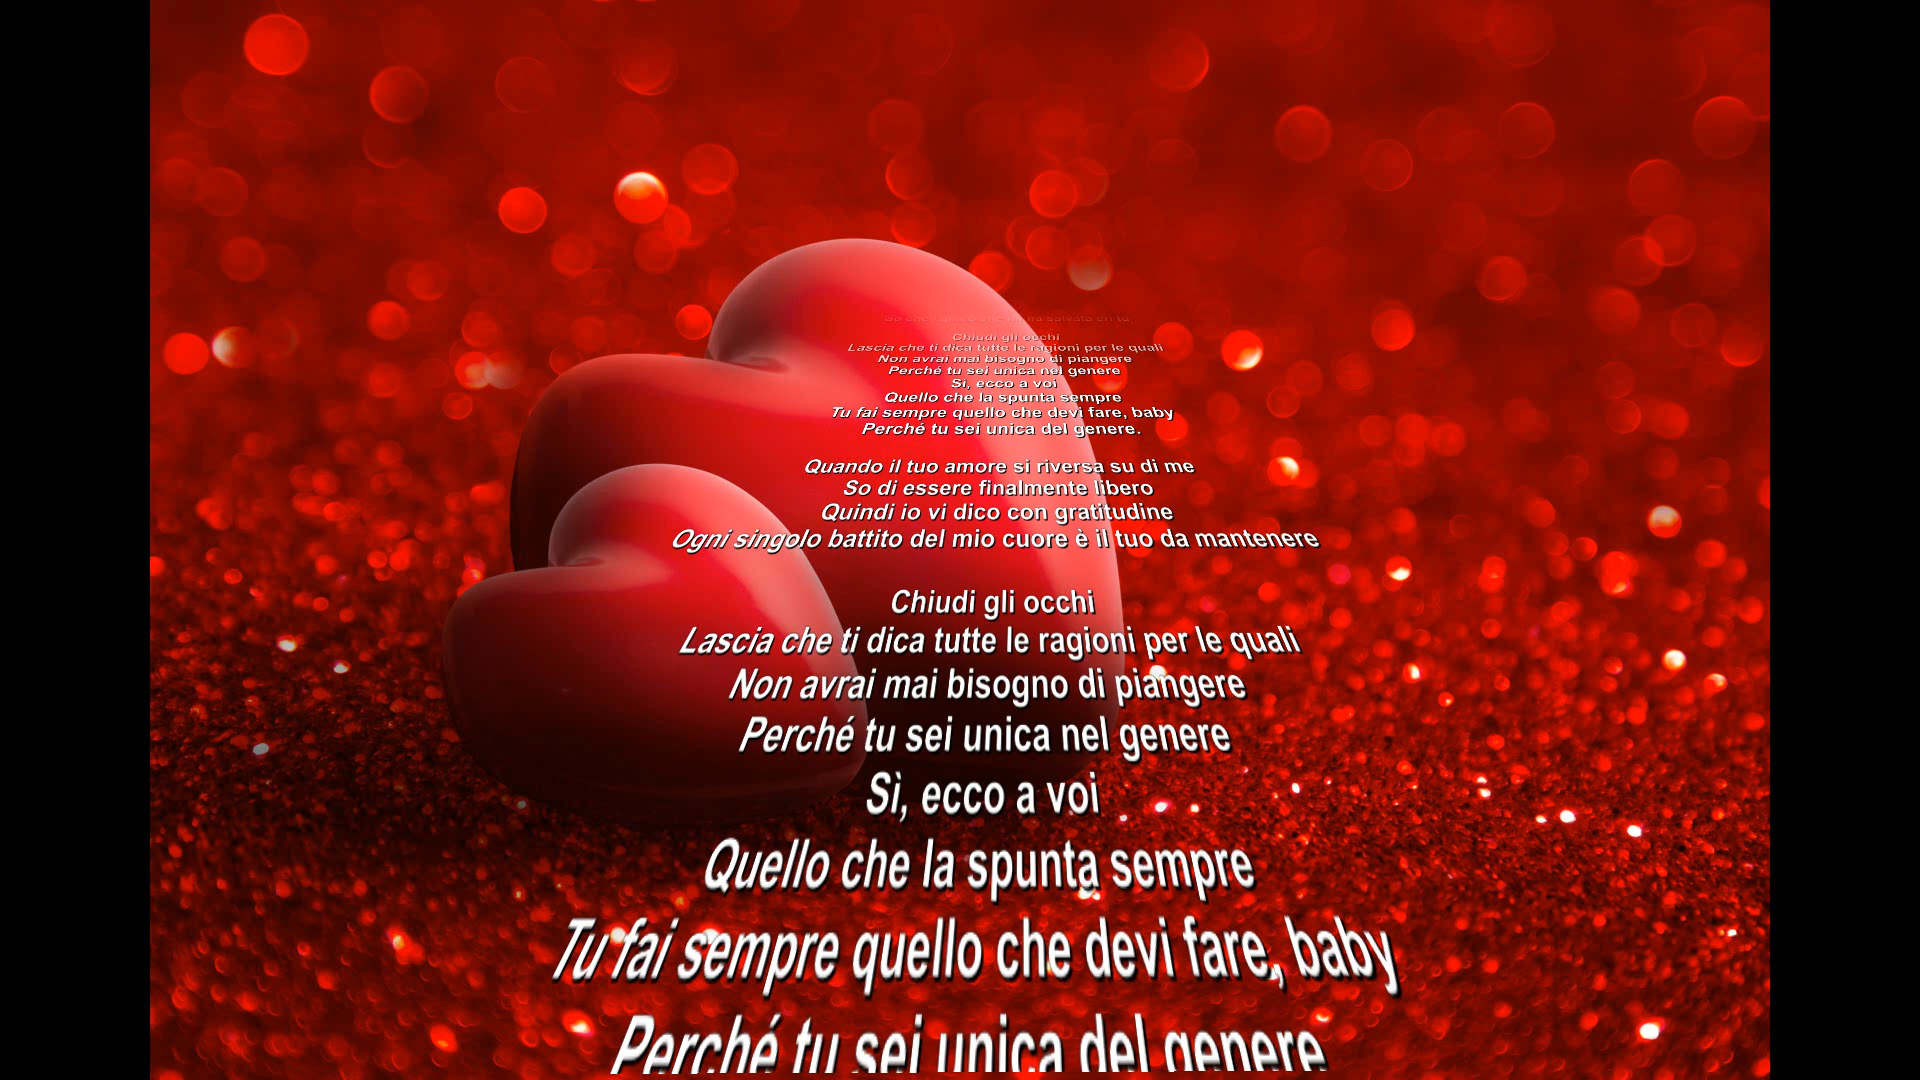 Chiudi gli occhi
Lascia che ti dica tutte le ragioni per le quali
Non avrai mai bisogno di piangere
Perché tu sei unica nel genere
Sì, ecco a voi
Quello che la spunta sempre
Tu fai sempre quello che devi fare, baby
Perché tu sei unica del genere.
Quando il tuo amore si riversa su di me
So di essere finalmente libero
Quindi io vi dico con gratitudine
Ogni singolo battito del mio cuore è il tuo da mantenere
Chiudi gli occhi
Lascia che ti dica tutte le ragioni per le quali
Non avrai mai bisogno di piangere
Perché tu sei unica nel genere
Sì, ecco a voi
Quello che la spunta sempre
Tu fai sempre quello che devi fare, baby
Perché tu sei unica del genere